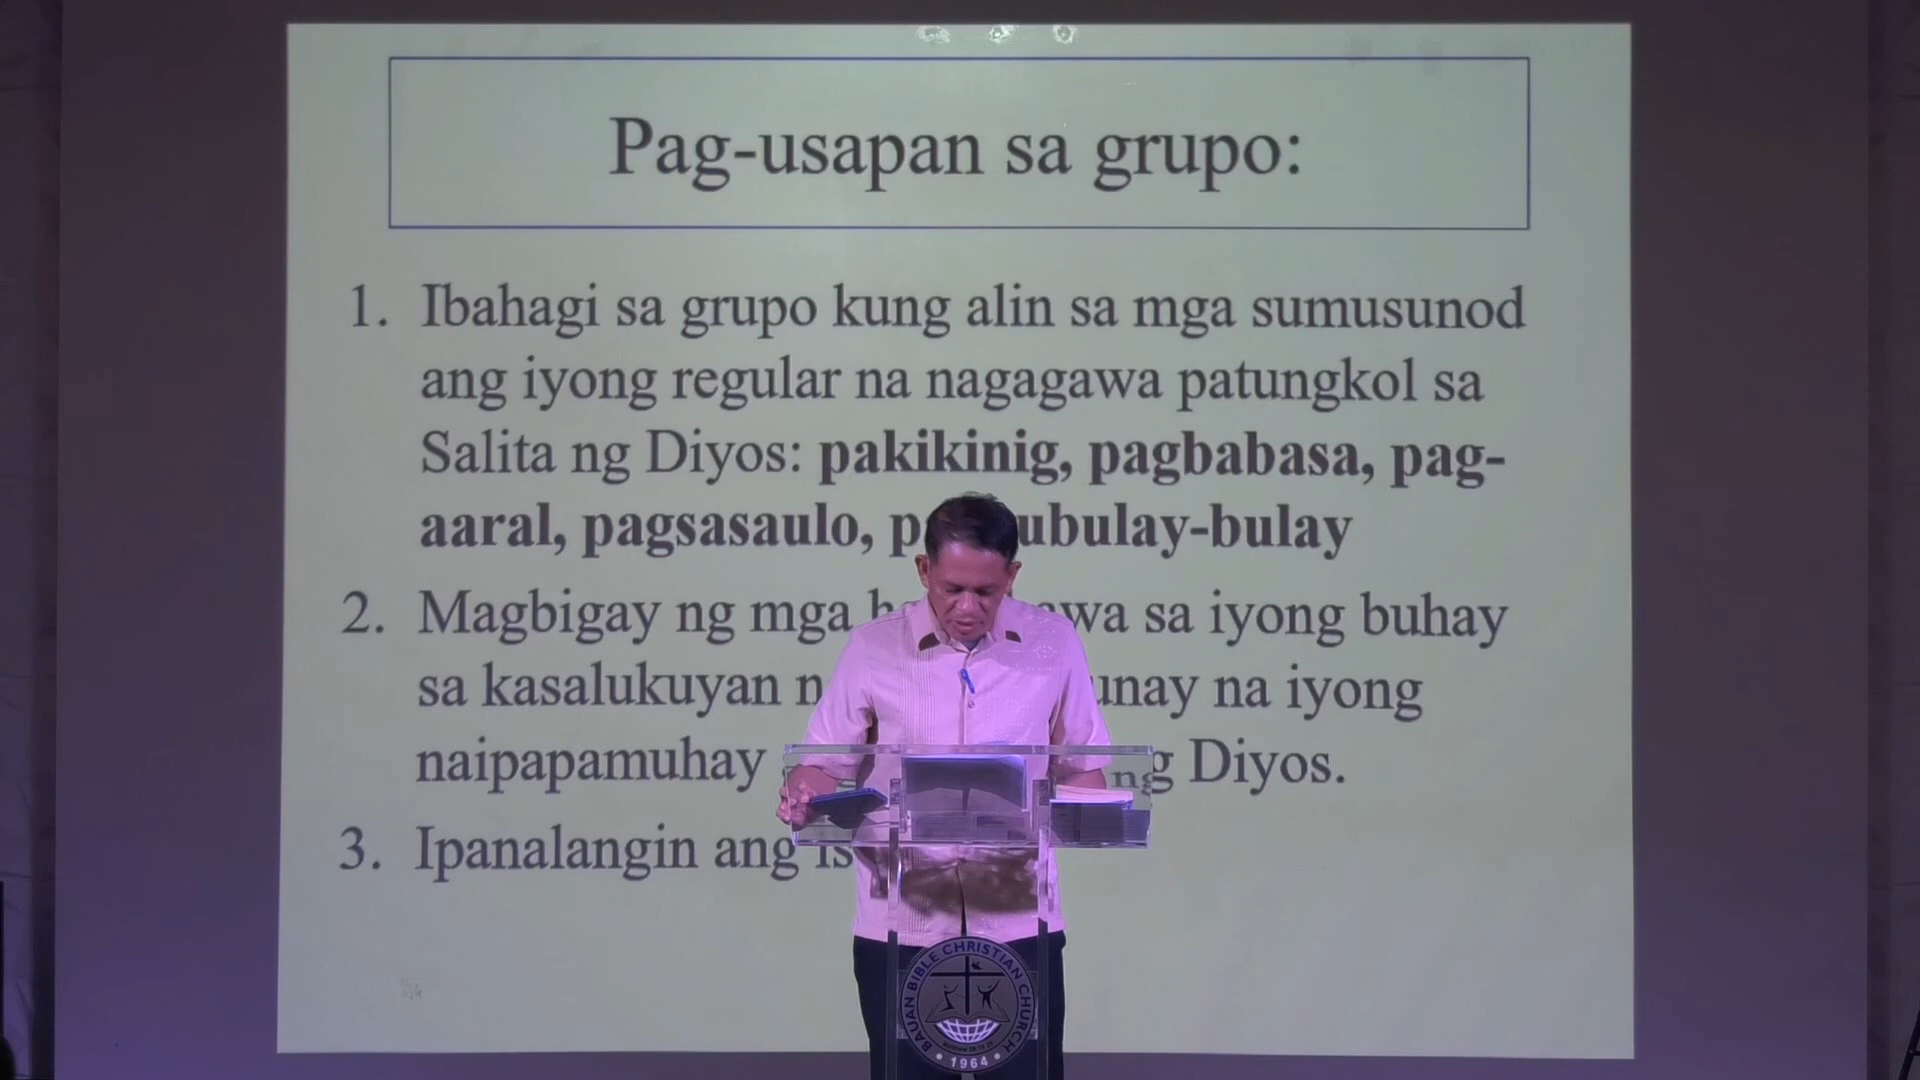 Pag-usapan sa grupo:
1. Ibahagi sa grupo kung alin sa mga sumusunod
ang iyong regular na nagagawa patungkol sa
Salita ng Diyos: pakikinig, pagbabasa, pag-
aaral, pagsasaulo,
2. Magbigay ng mga sa iyong buhay
sa kasalukuyan na iyong
naipapamuhay ng Diyos.
3. Ipanalangin ang
BAUAN BIBLE CHRISTIAN CHURCH
• 1964 •